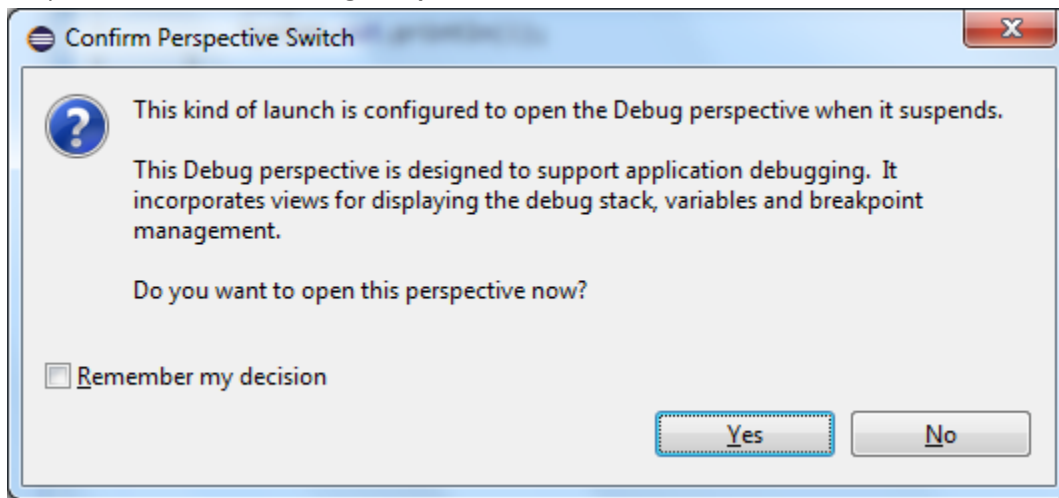 Confirm Perspective Switch
This kind of launch is configured to open the Debug perspective when it suspends.
This Debug perspective is designed to support application debugging.  It
incorporates views for displaying the debug stack, variables and breakpoint
management.
Do you want to open this perspective now?
Remember my decision
Yes
No